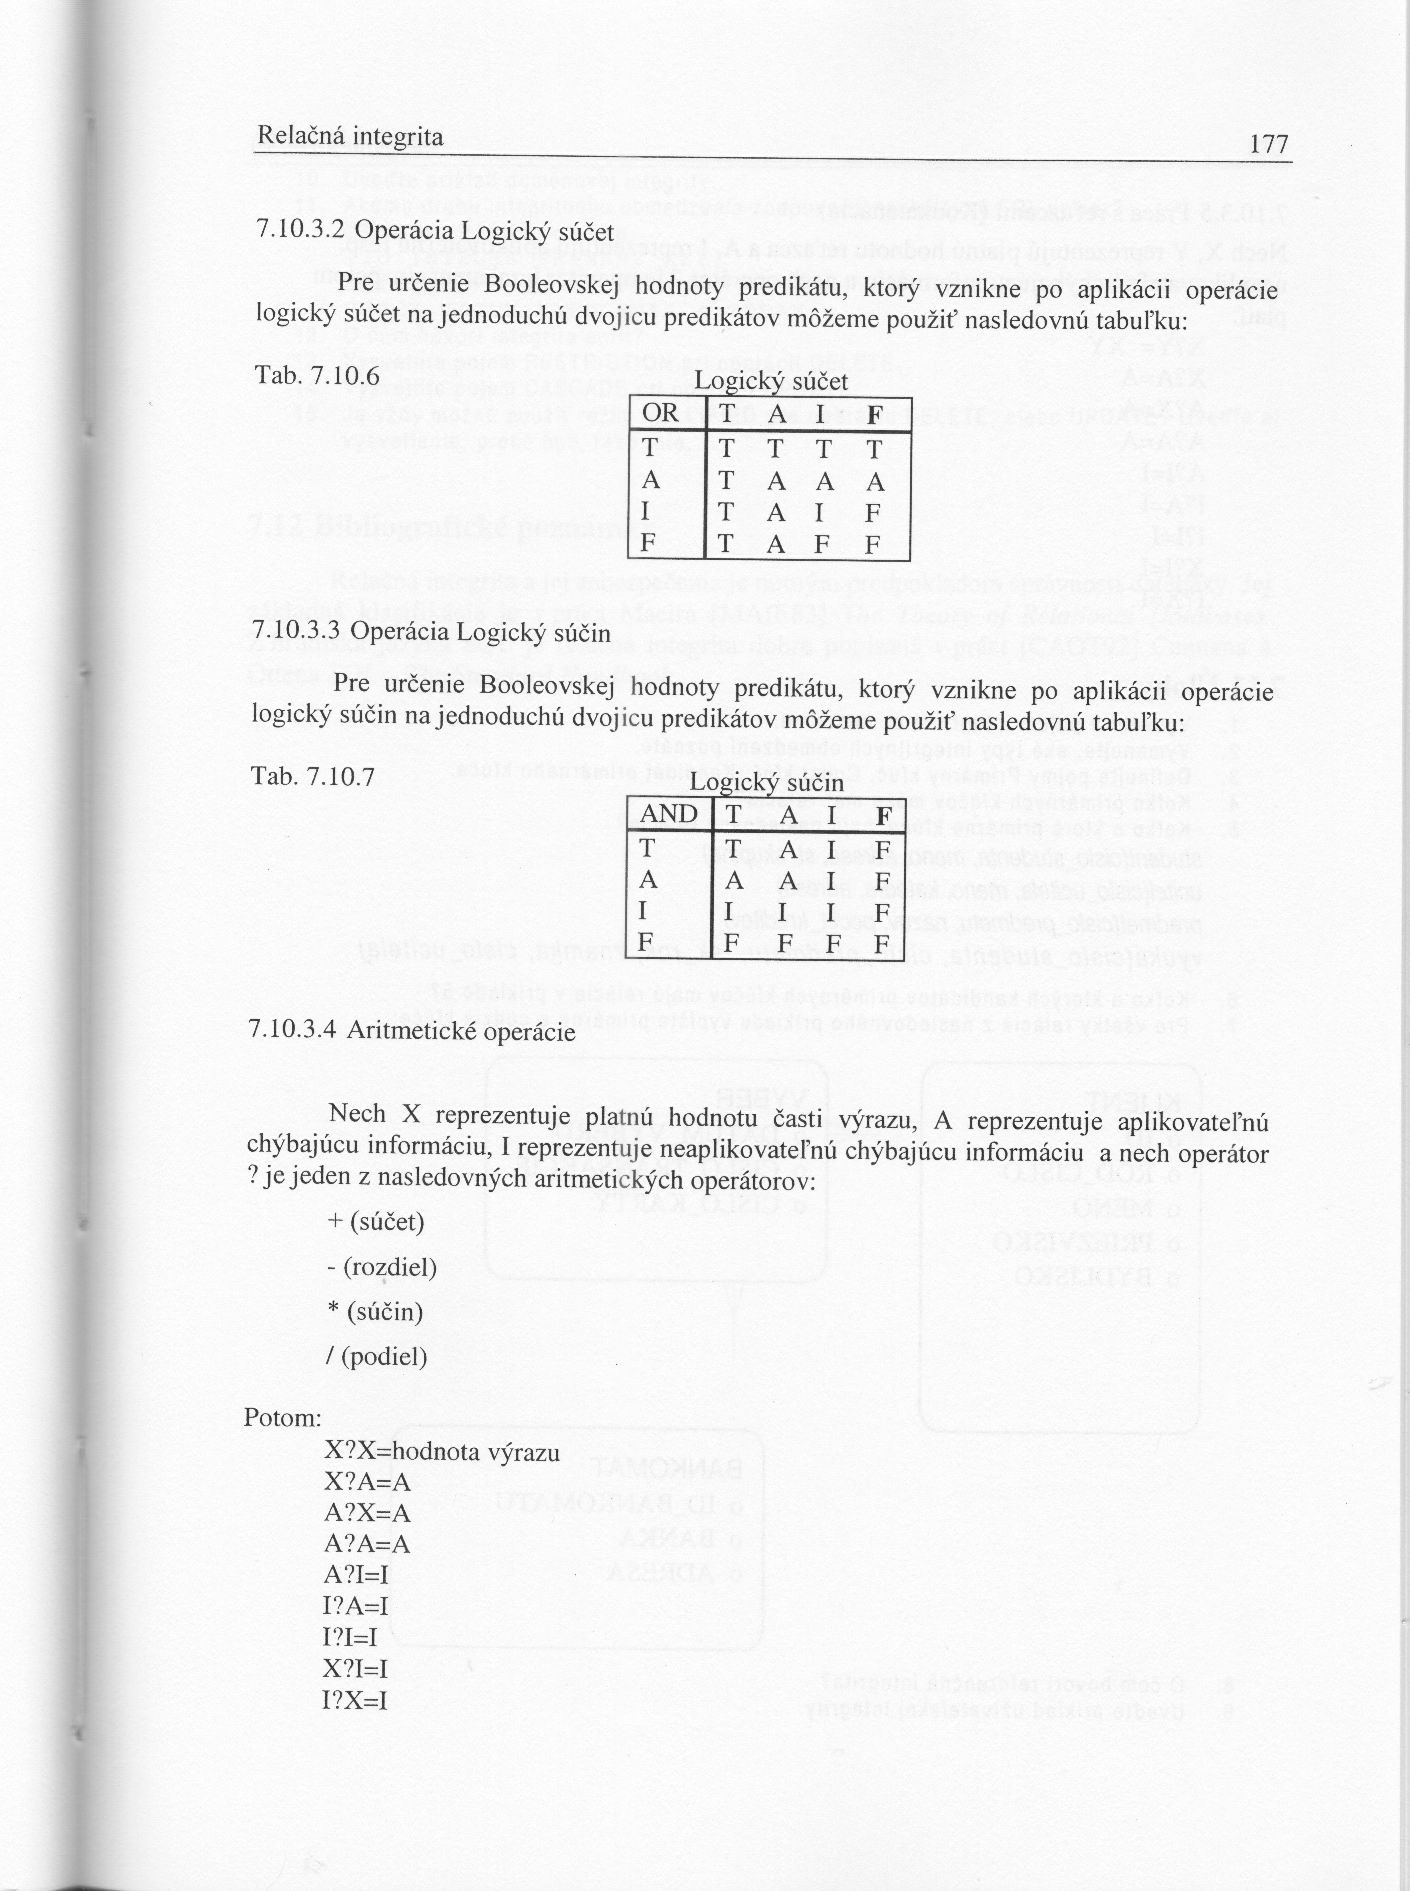 Relačná integrita 177
7.10.3.2 Operácia Logický súčet
Pre určenie Booleovskej hodnoty predikátu, ktorý vznikne po aplikácii operácie
logický súčet na jednoduchú dvojicu predikátov môžeme použiť nasledovnú tabuľku:
Tab. 7.10.6 Logický súčet
OR T A I F
T T T T T
A T A A A
I T A I F
F T A F F
7.10.3.3 Operácia Logický súčin
Pre určenie Booleovskej hodnoty predikátu, ktorý vznikne po aplikácii operácie
logický súčin na jednoduchú dvojicu predikátov môžeme použiť nasledovnú tabuľku:
Tab. 7.10.7 Logický súčin
AND T A I F
T T A I F
A A A I F
I I I I F
F F F F F
7.10.3.4 Aritmetické operácie
Nech X reprezentuje platnú hodnotu časti výrazu, A reprezentuje aplikovateľnú
chýbajúcu informáciu, I reprezentuje neaplikovateľnú chýbajúcu informáciu a nech operátor
? je jeden z nasledovných aritmetických operátorov:
+ (súčet)
- (rozdiel)
* (súčin)
/ (podiel)
Potom:
X?X=hodnota výrazu
X?A=A
A?X=A
A?A=A
A?I=I
I?A=I
I?I=I
X?I=I
I?X=I